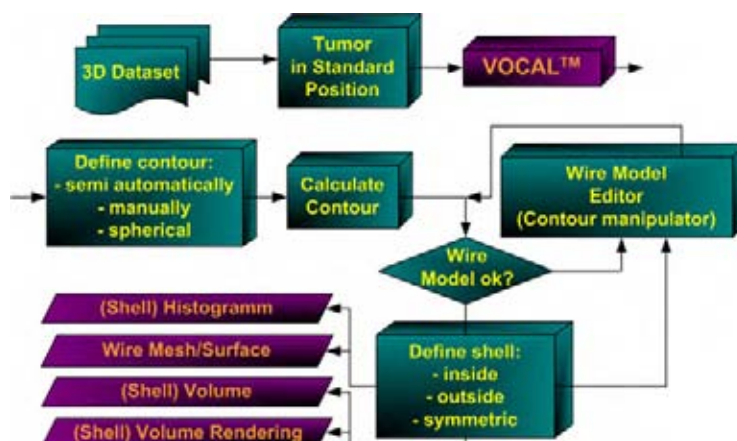 3D Dataset
Tumor
in Standard
Position
VOCAL™
Define contour:
- semi automatically
- manually
- spherical
Calculate
Contour
Wire Model
Editor
(Contour manipulator)
Wire
Model ok?
(Shell) Histogramm
Wire Mesh/Surface
(Shell) Volume
(Shell) Volume Rendering
Define shell:
- inside
- outside
- symmetric